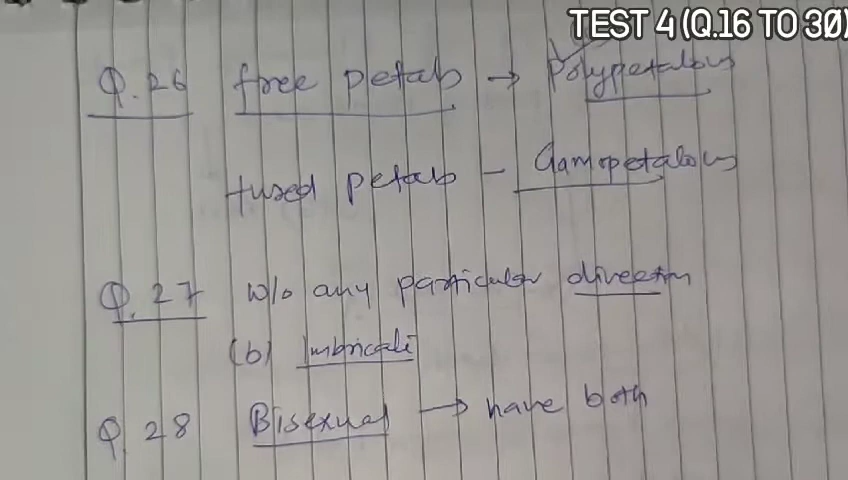 TEST 4 (Q.16 TO 30)
Q.26 free petals → Polypetalous
fused petals - Gamopetalous
Q.27 w/o any particular direction
(b) Imbricate
Q.28 Bisexual → have both